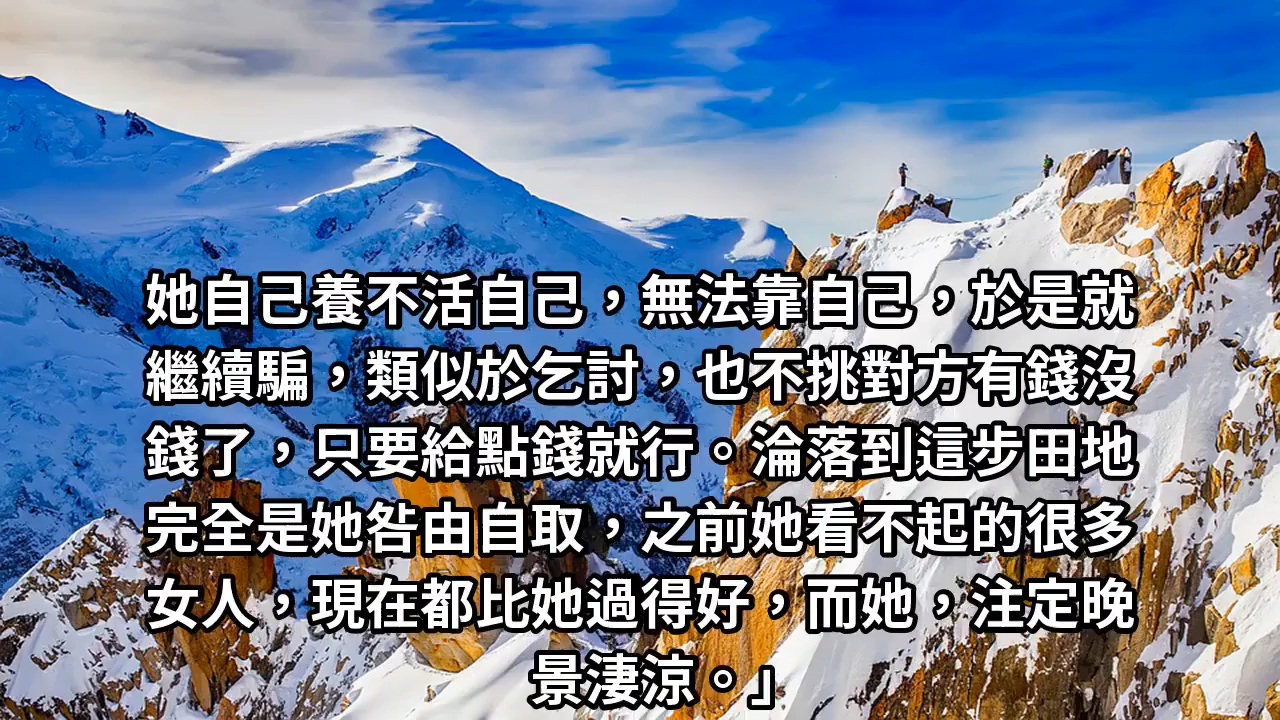 她自己養不活自己，無法靠自己，於是就
繼續騙，類似於乞討，也不挑對方有錢沒
錢了，只要給點錢就行。淪落到這步田地
完全是她咎由自取，之前她看不起的很多
女人，現在都比她過得好，而她，注定晚
景淒涼。」